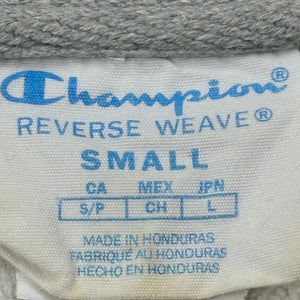 Champion®
REVERSE WEAVE®
SMALL
CA MEX JPN
S/P CH L
MADE IN HONDURAS
FABRIQUÉ AU HONDURAS
HECHO EN HONDURAS